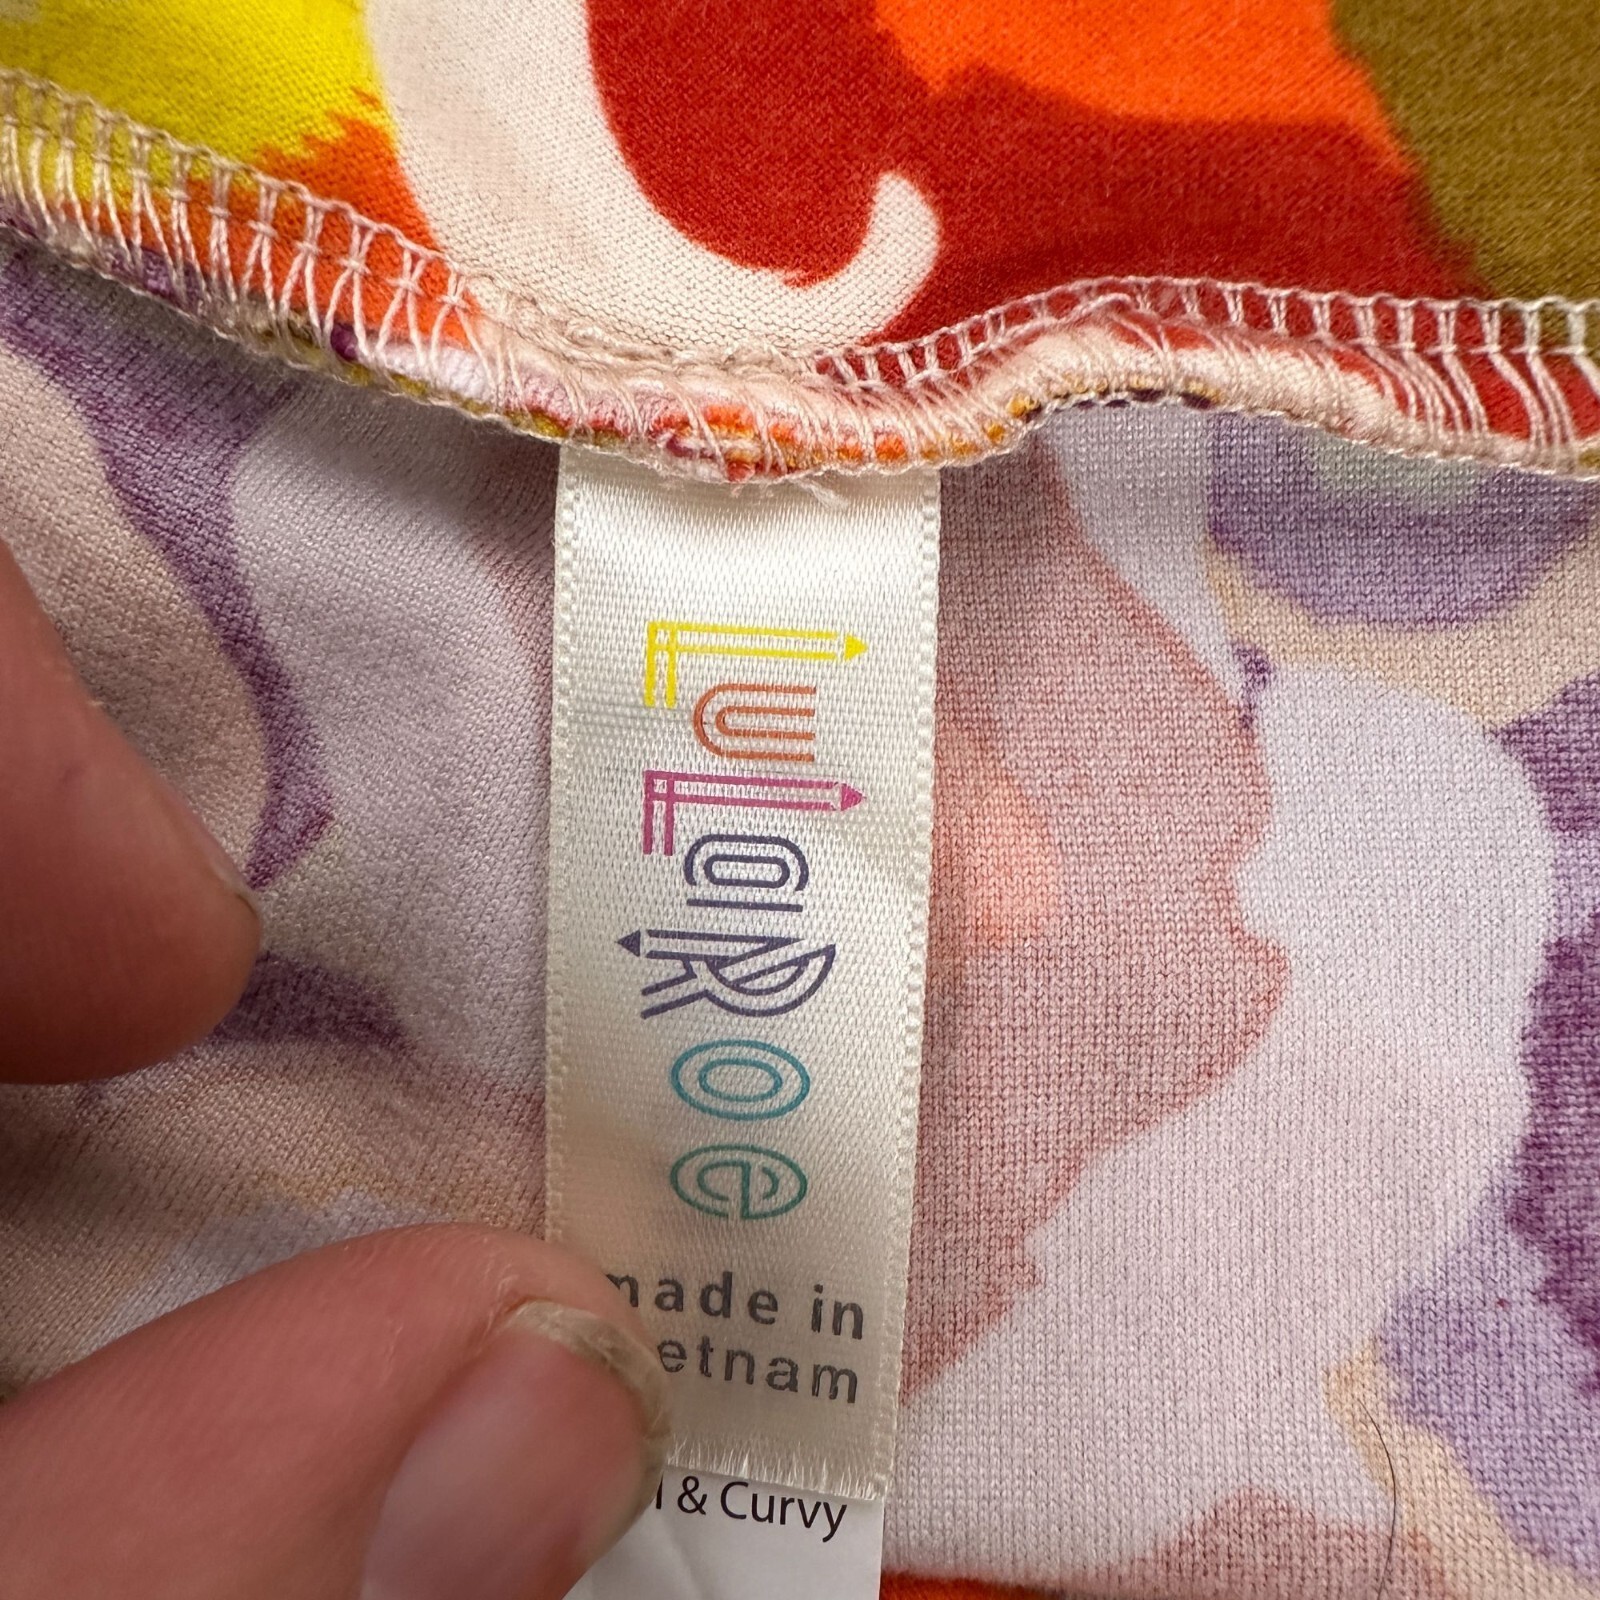 LuLaRoe
made in
etnam
& Curvy